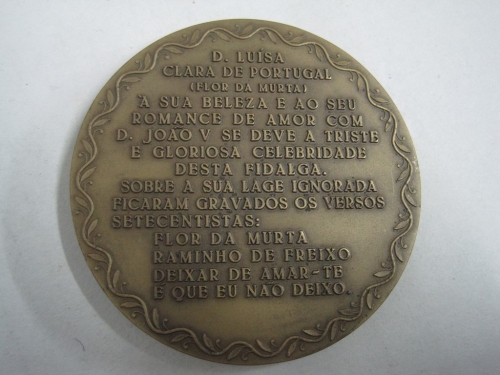 D. LUÍSA
CLARA DE PORTUGAL
(FLOR DA MURTA)
À SUA BELEZA E AO SEU
ROMANCE DE AMOR COM
D. JOÃO V SE DEVE A TRISTE
E GLORIOSA CELEBRIDADE
DESTA FIDALGA.
SOBRE A SUA LAGE IGNORADA
FICARAM GRAVADOS OS VERSOS
SETECENTISTAS:
FLOR DA MURTA
RAMINHO DE FREIXO
DEIXAR DE AMAR-TE
E QUE EU NÃO DEIXO.